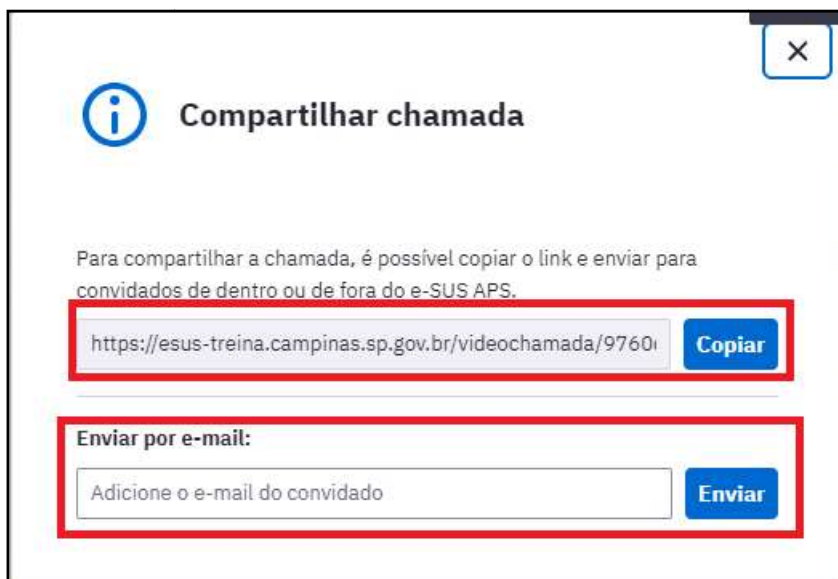 Compartilhar chamada
Para compartilhar a chamada, é possível copiar o link e enviar para
convidados de dentro ou de fora do e-SUS APS.
https://esus-treina.campinas.sp.gov.br/videochamada/9760
Copiar
Enviar por e-mail:
Adicione o e-mail do convidado
Enviar